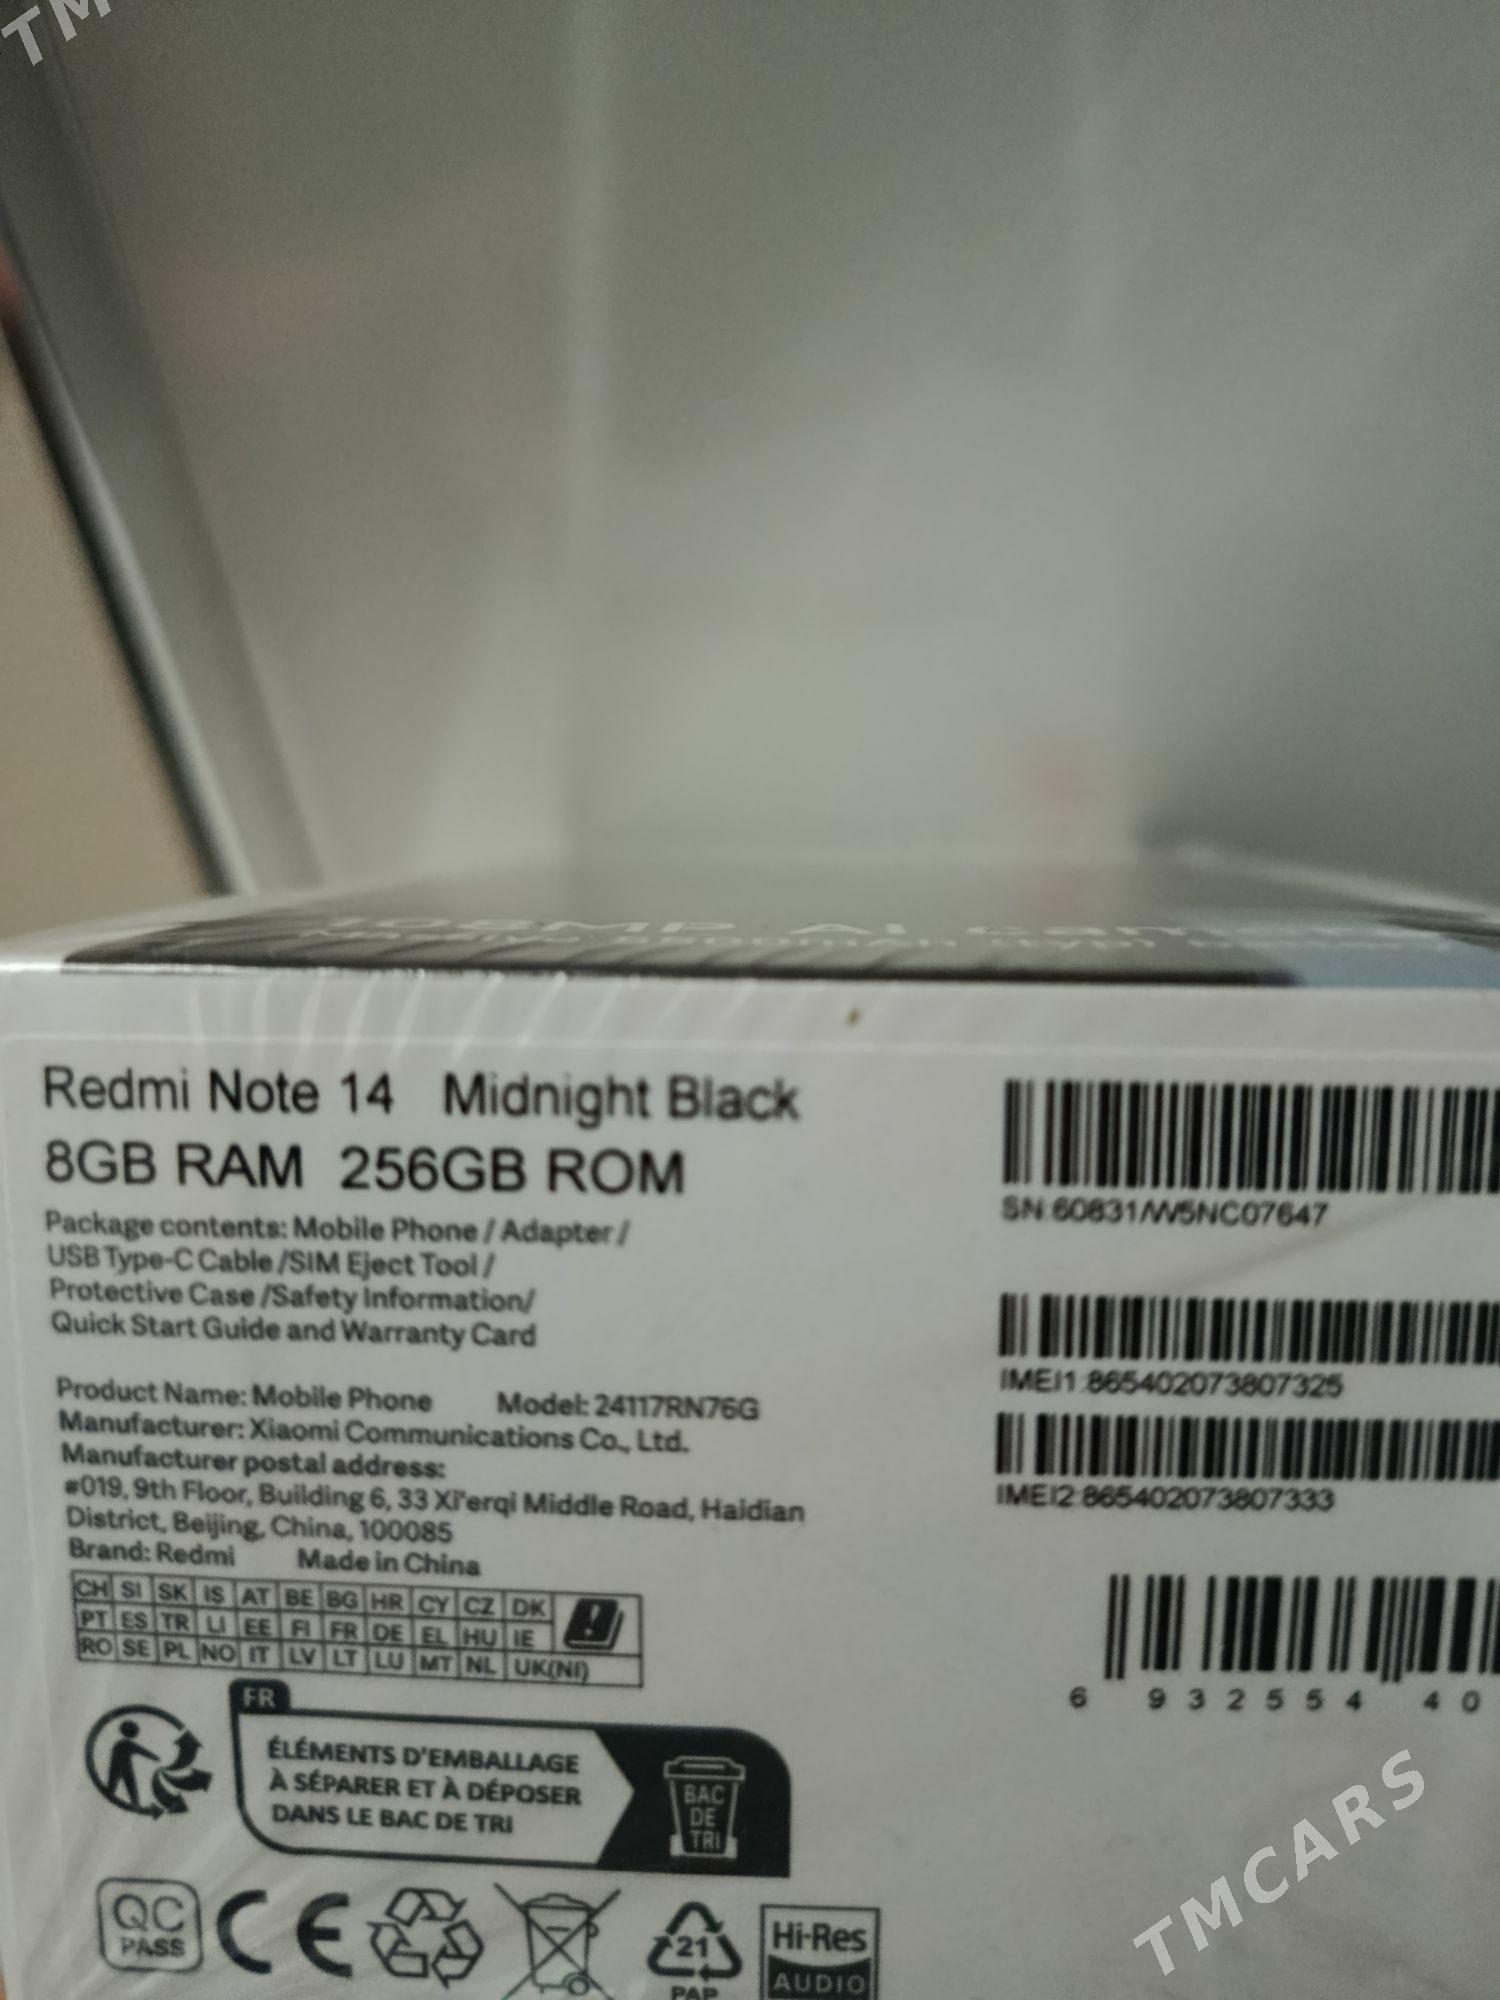 TM
108MP AI
5500mAh (typ)
Redmi Note 14 Midnight Black
8GB RAM 256GB ROM
Package contents: Mobile Phone / Adapter /
USB Type-C Cable /SIM Eject Tool /
Protective Case /Safety Information/
Quick Start Guide and Warranty Card
Product Name: Mobile Phone Model: 24117RN76G
Manufacturer: Xiaomi Communications Co., Ltd.
Manufacturer postal address:
#019, 9th Floor, Building 6, 33 Xi'erqi Middle Road, Haidian
District, Beijing, China, 100085
Brand: Redmi Made in China
CH SI SK IS AT BE BG HR CY CZ DK
PT ES TR LI EE FI FR DE EL HU IE
RO SE PL NO IT LV LT LU MT NL UK(NI)
FR
ÉLÉMENTS D'EMBALLAGE
À SÉPARER ET À DÉPOSER
DANS LE BAC DE TRI
BAC
DE
TRI
QC
PASS
CE
21
PAP
Hi-Res
AUDIO
SN:60831/W5NC07647
IMEI1:865402073807325
IMEI2:865402073807333
6 932554 40
TMCARS